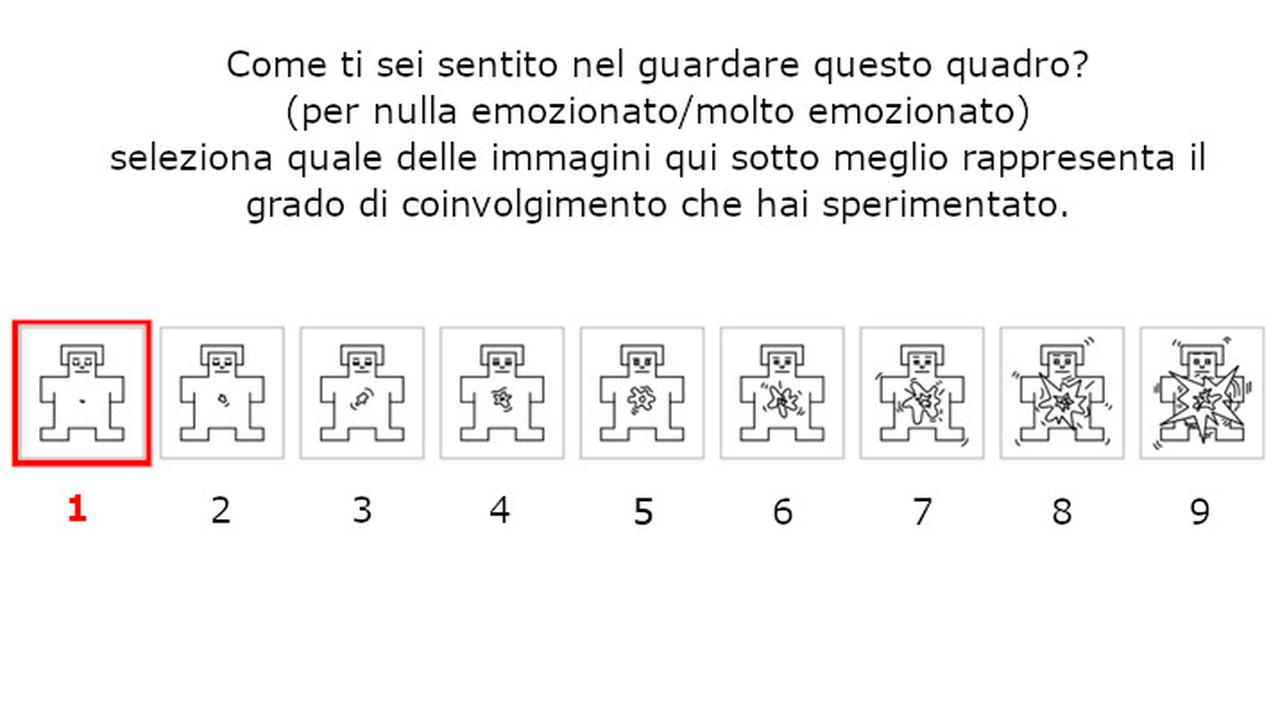 Come ti sei sentito nel guardare questo quadro?
(per nulla emozionato/molto emozionato)
seleziona quale delle immagini qui sotto meglio rappresenta il
grado di coinvolgimento che hai sperimentato.
1 2 3 4 5 6 7 8 9